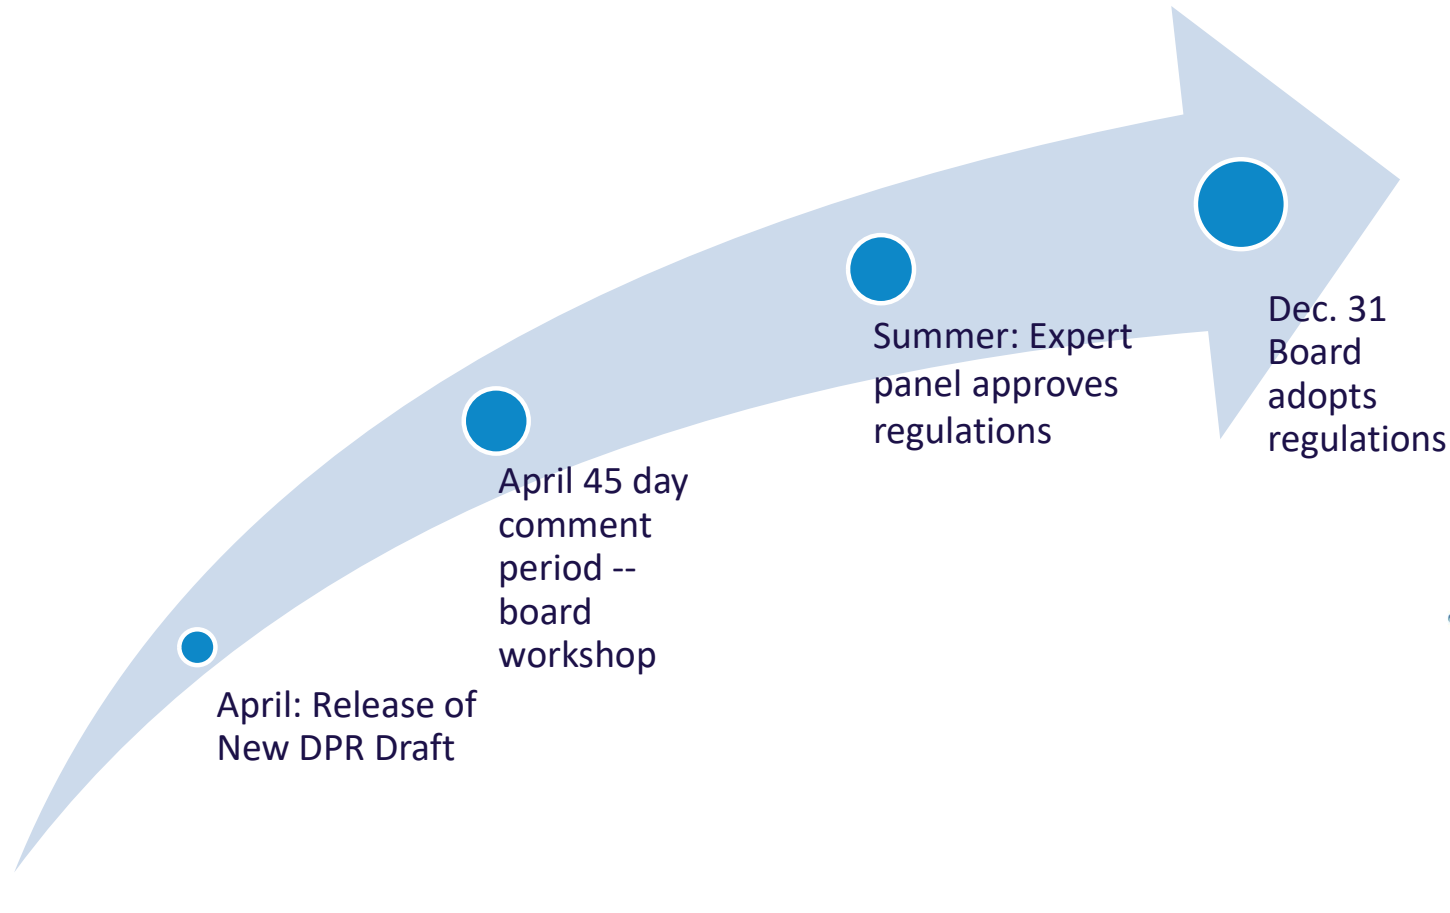 April: Release of
New DPR Draft
April 45 day
comment
period --
board
workshop
Summer: Expert
panel approves
regulations
Dec. 31
Board
adopts
regulations